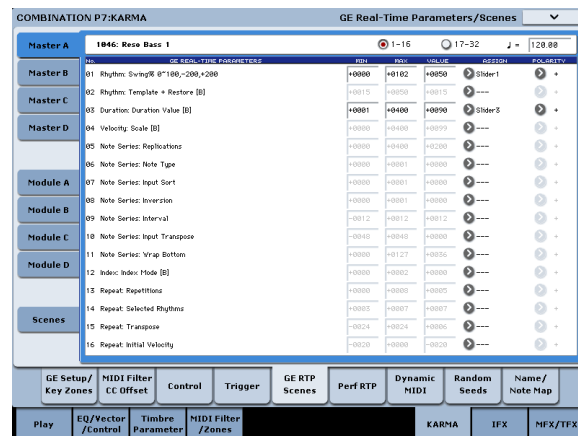 COMBINATION P7:KARMA GE Real-Time Parameters/Scenes
Master A 1046: Reso Bass 1 1-16 17-32 ♩ = 120.00
No. GE REAL-TIME PARAMETERS MIN MAX VALUE ASSIGN POLARITY
Master B 01 Rhythm: Swing% 0~100,-200,+200 +0000 +0102 +0050 Slider1 +
02 Rhythm: Template + Restore [B] +0015 +0050 +0015 --- +
Master C 03 Duration: Duration Value [B] +0001 +0400 +0090 Slider3 +
Master D 04 Velocity: Scale [B] +0000 +0400 +0099 --- +
05 Note Series: Replications +0000 +0400 +0200 --- +
06 Note Series: Note Type +0000 +0001 +0000 --- +
Module A 07 Note Series: Input Sort +0000 +0001 +0000 --- +
Module B 08 Note Series: Inversion +0000 +0001 +0000 --- +
09 Note Series: Interval -0012 +0012 +0012 --- +
Module C 10 Note Series: Input Transpose -0048 +0048 +0000 --- +
Module D 11 Note Series: Wrap Bottom +0000 +0127 +0036 --- +
12 Index: Index Mode [B] +0000 +0002 +0000 --- +
13 Repeat: Repetitions +0000 +0000 +0005 --- +
Scenes 14 Repeat: Selected Rhythms +0003 +0007 +0007 --- +
15 Repeat: Transpose -0024 +0024 +0006 --- +
16 Repeat: Initial Velocity -0020 +0000 -0020 --- +
GE Setup/ Key Zones MIDI Filter CC Offset Control Trigger GE RTP Scenes Perf RTP Dynamic MIDI Random Seeds Name/ Note Map
Play EQ/Vector /Control Timbre Parameter MIDI Filter /Zones KARMA IFX MFX/TFX